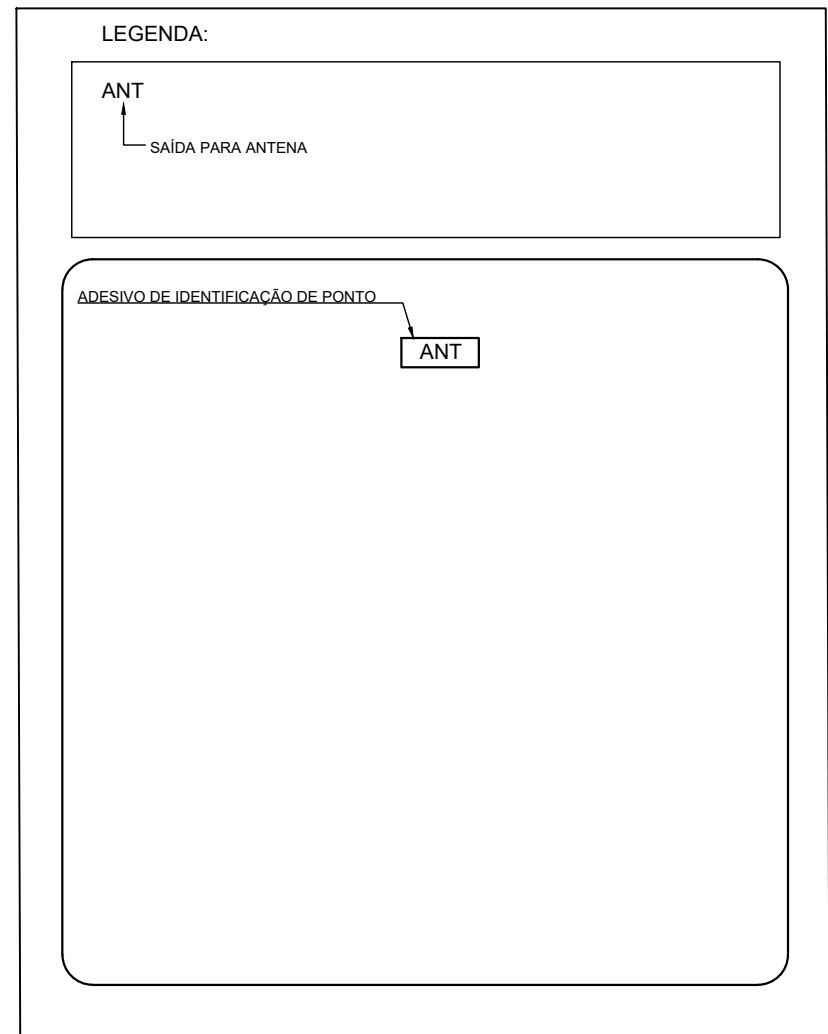 LEGENDA:
ANT
SAÍDA PARA ANTENA
ADESIVO DE IDENTIFICAÇÃO DE PONTO
ANT